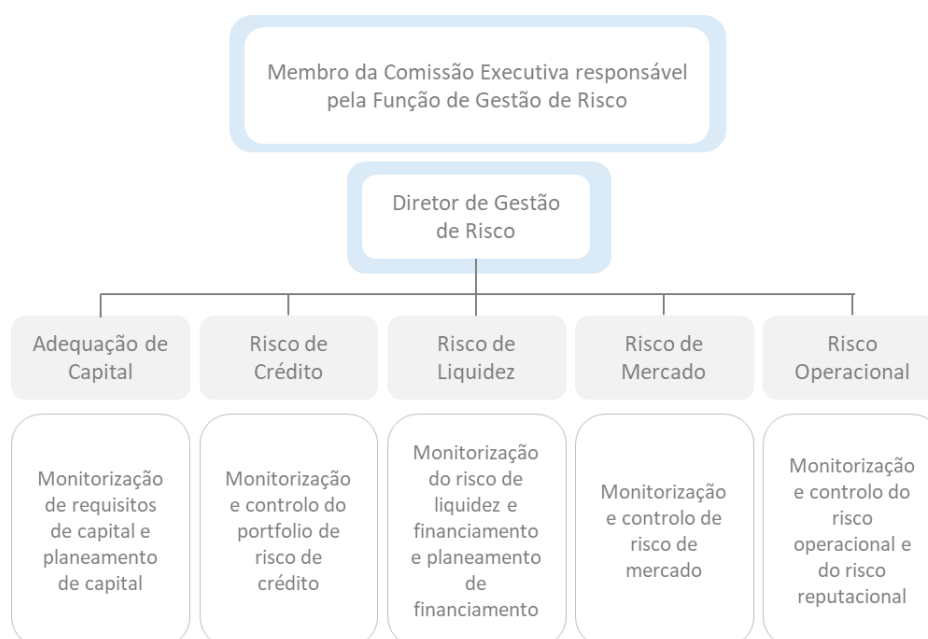 Membro da Comissão Executiva responsável
pela Função de Gestão de Risco
Diretor de Gestão
de Risco
Adequação de
Capital
Risco de
Crédito
Risco de
Liquidez
Risco de
Mercado
Risco
Operacional
Monitorização
de requisitos
de capital e
planeamento
de capital
Monitorização
e controlo do
portfolio de
risco de
crédito
Monitorização
do risco de
liquidez e
financiamento
e planeamento
de
financiamento
Monitorização
e controlo de
risco de
mercado
Monitorização
e controlo do
risco
operacional e
do risco
reputacional